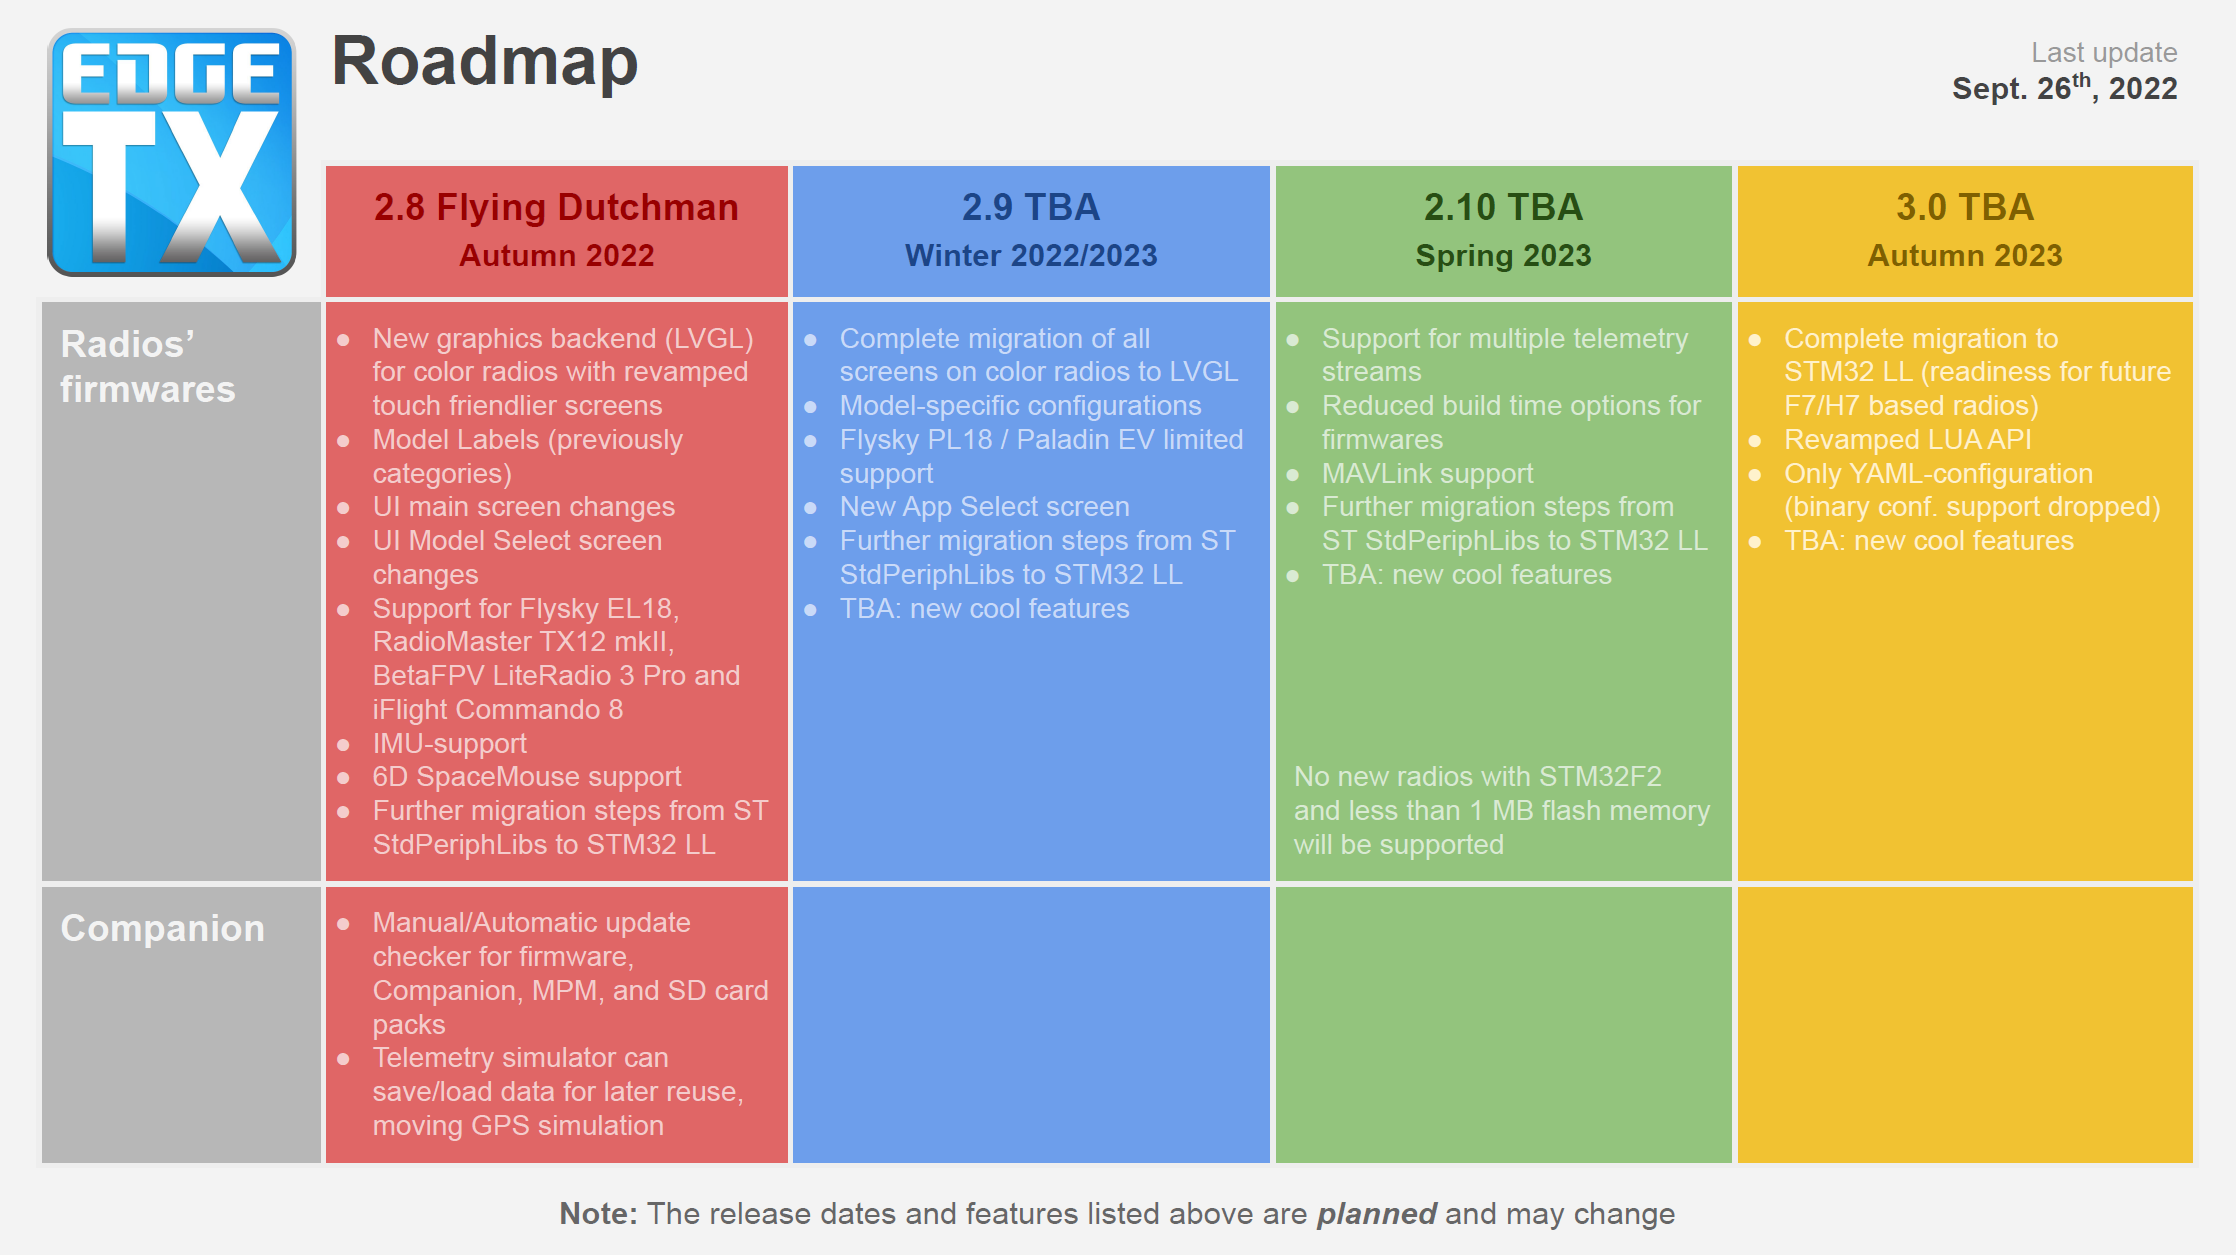 EDGE
TX
Roadmap
Last update
Sept. 26th, 2022
2.8 Flying Dutchman
Autumn 2022
2.9 TBA
Winter 2022/2023
2.10 TBA
Spring 2023
3.0 TBA
Autumn 2023
Radios’
firmwares
● New graphics backend (LVGL)
for color radios with revamped
touch friendlier screens
● Model Labels (previously
categories)
● UI main screen changes
● UI Model Select screen
changes
● Support for Flysky EL18,
RadioMaster TX12 mkII,
BetaFPV LiteRadio 3 Pro and
iFlight Commando 8
● IMU-support
● 6D SpaceMouse support
● Further migration steps from ST
StdPeriphLibs to STM32 LL
● Complete migration of all
screens on color radios to LVGL
● Model-specific configurations
● Flysky PL18 / Paladin EV limited
support
● New App Select screen
● Further migration steps from ST
StdPeriphLibs to STM32 LL
● TBA: new cool features
● Support for multiple telemetry
streams
● Reduced build time options for
firmwares
● MAVLink support
● Further migration steps from
ST StdPeriphLibs to STM32 LL
● TBA: new cool features
No new radios with STM32F2
and less than 1 MB flash memory
will be supported
● Complete migration to
STM32 LL (readiness for future
F7/H7 based radios)
● Revamped LUA API
● Only YAML-configuration
(binary conf. support dropped)
● TBA: new cool features
Companion
● Manual/Automatic update
checker for firmware,
Companion, MPM, and SD card
packs
● Telemetry simulator can
save/load data for later reuse,
moving GPS simulation
Note: The release dates and features listed above are planned and may change